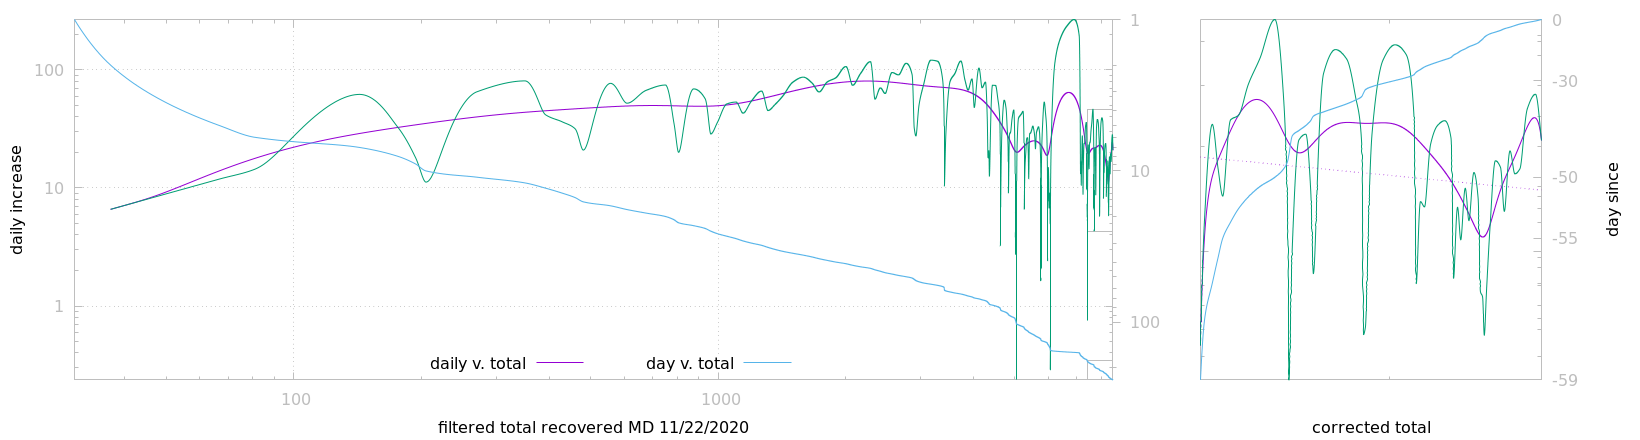 100
10
1
daily increase
daily v. total
day v. total
100
1000
filtered total recovered MD 11/22/2020
1
10
100
0
-30
-50
-55
-59
day since
corrected total